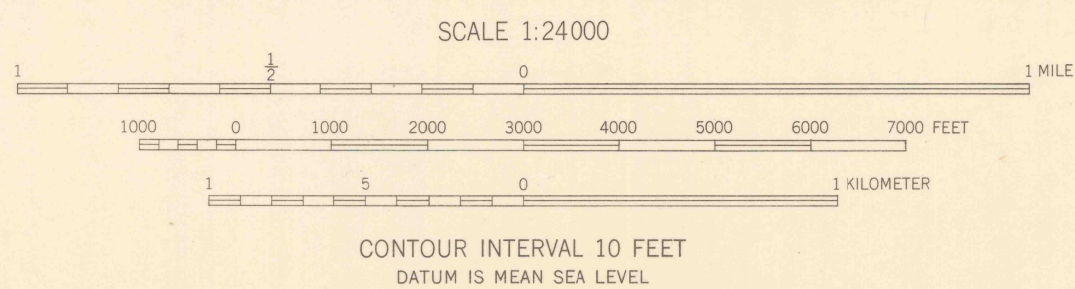 SCALE 1:24000
1 1/2 0 1 MILE
1000 0 1000 2000 3000 4000 5000 6000 7000 FEET
1 5 0 1 KILOMETER
CONTOUR INTERVAL 10 FEET
DATUM IS MEAN SEA LEVEL